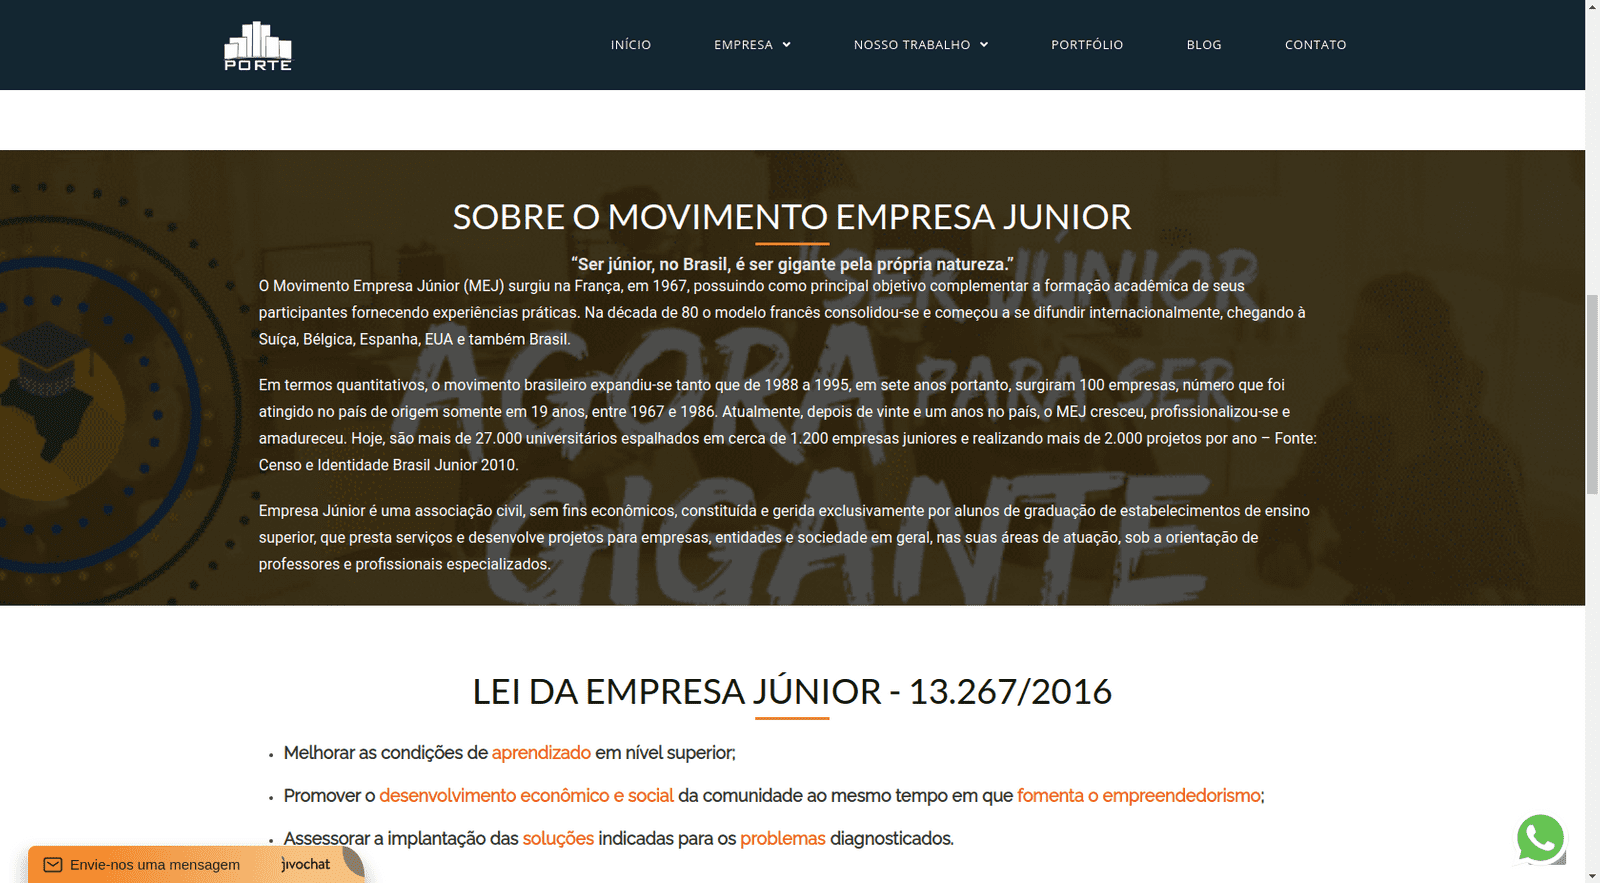 PORTE
INÍCIO
EMPRESA
NOSSO TRABALHO
PORTFÓLIO
BLOG
CONTATO
SOBRE O MOVIMENTO EMPRESA JUNIOR
“Ser júnior, no Brasil, é ser gigante pela própria natureza.”
O Movimento Empresa Júnior (MEJ) surgiu na França, em 1967, possuindo como principal objetivo complementar a formação acadêmica de seus
participantes fornecendo experiências práticas. Na década de 80 o modelo francês consolidou-se e começou a se difundir internacionalmente, chegando à
Suíça, Bélgica, Espanha, EUA e também Brasil.
Em termos quantitativos, o movimento brasileiro expandiu-se tanto que de 1988 a 1995, em sete anos portanto, surgiram 100 empresas, número que foi
atingido no país de origem somente em 19 anos, entre 1967 e 1986. Atualmente, depois de vinte e um anos no país, o MEJ cresceu, profissionalizou-se e
amadureceu. Hoje, são mais de 27.000 universitários espalhados em cerca de 1.200 empresas juniores e realizando mais de 2.000 projetos por ano – Fonte:
Censo e Identidade Brasil Junior 2010.
Empresa Júnior é uma associação civil, sem fins econômicos, constituída e gerida exclusivamente por alunos de graduação de estabelecimentos de ensino
superior, que presta serviços e desenvolve projetos para empresas, entidades e sociedade em geral, nas suas áreas de atuação, sob a orientação de
professores e profissionais especializados.
"SER JÚNIOR
AGORA PARA SER
GIGANTE
LEI DA EMPRESA JÚNIOR - 13.267/2016
• Melhorar as condições de aprendizado em nível superior;
• Promover o desenvolvimento econômico e social da comunidade ao mesmo tempo em que fomenta o empreendedorismo;
• Assessorar a implantação das soluções indicadas para os problemas diagnosticados.
Envie-nos uma mensagem
jivochat